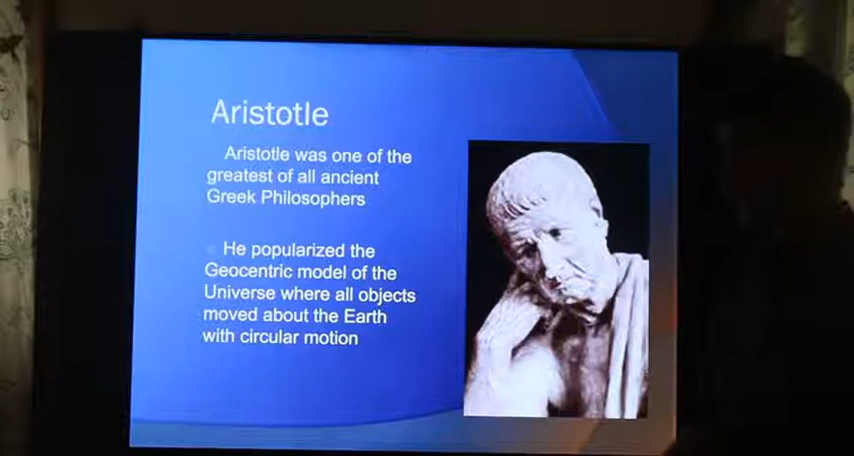 Aristotle
Aristotle was one of the
greatest of all ancient
Greek Philosophers
He popularized the
Geocentric model of the
Universe where all objects
moved about the Earth
with circular motion